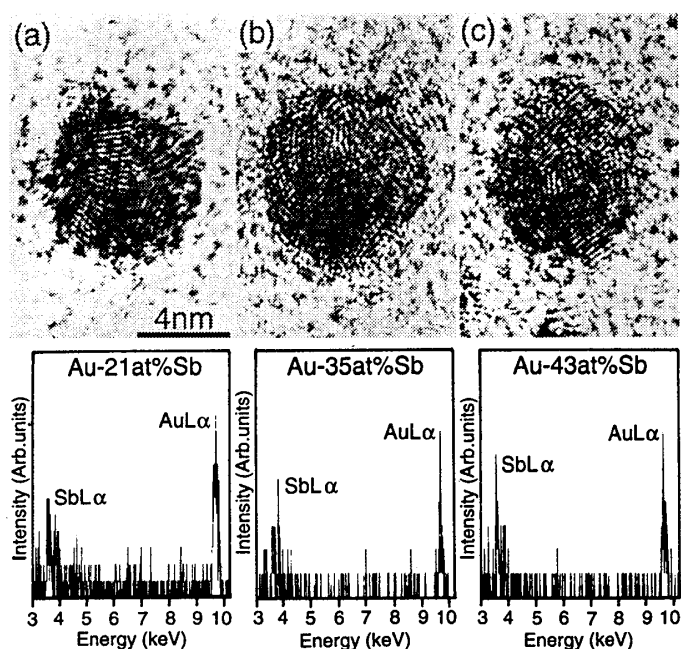 (a) (b) (c)
4nm
Au-21at%Sb Au-35at%Sb Au-43at%Sb
AuLα AuLα AuLα
SbLα SbLα SbLα
Intensity (Arb.units) Intensity (Arb.units) Intensity (Arb.units)
3 4 5 6 7 8 9 10 3 4 5 6 7 8 9 10 3 4 5 6 7 8 9 10
Energy (keV) Energy (keV) Energy (keV)